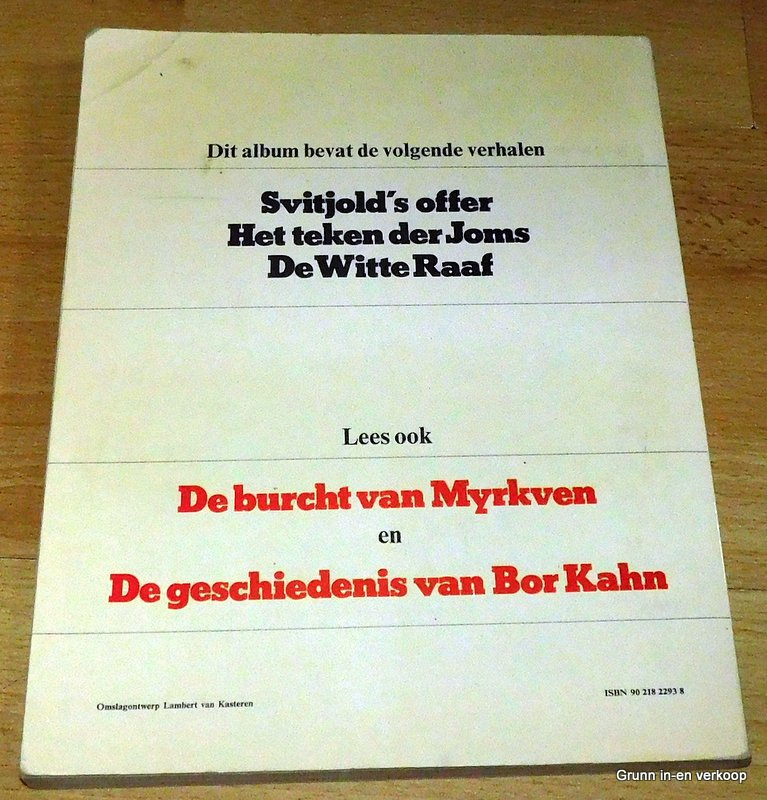 Dit album bevat de volgende verhalen
Svitjold's offer
Het teken der Joms
De Witte Raaf
Lees ook
De burcht van Myrkven
en
De geschiedenis van Bor Kahn
Omslagontwerp Lambert van Kasteren
ISBN 90 218 2293 8
Grunn in-en verkoop